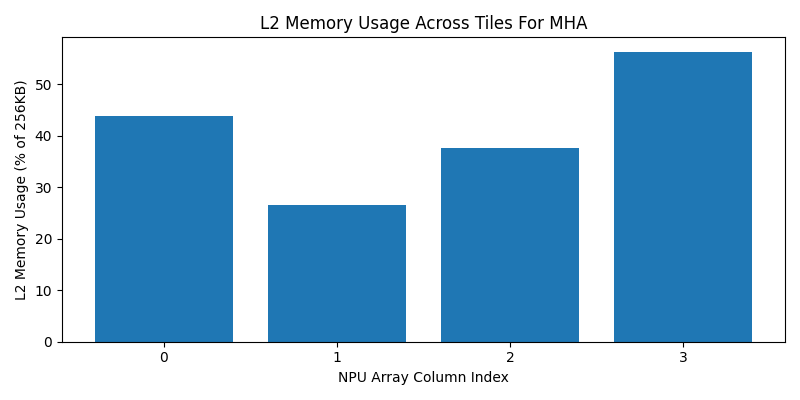 L2 Memory Usage Across Tiles For MHA
L2 Memory Usage (% of 256KB)
50
40
30
20
10
0
0 1 2 3
NPU Array Column Index